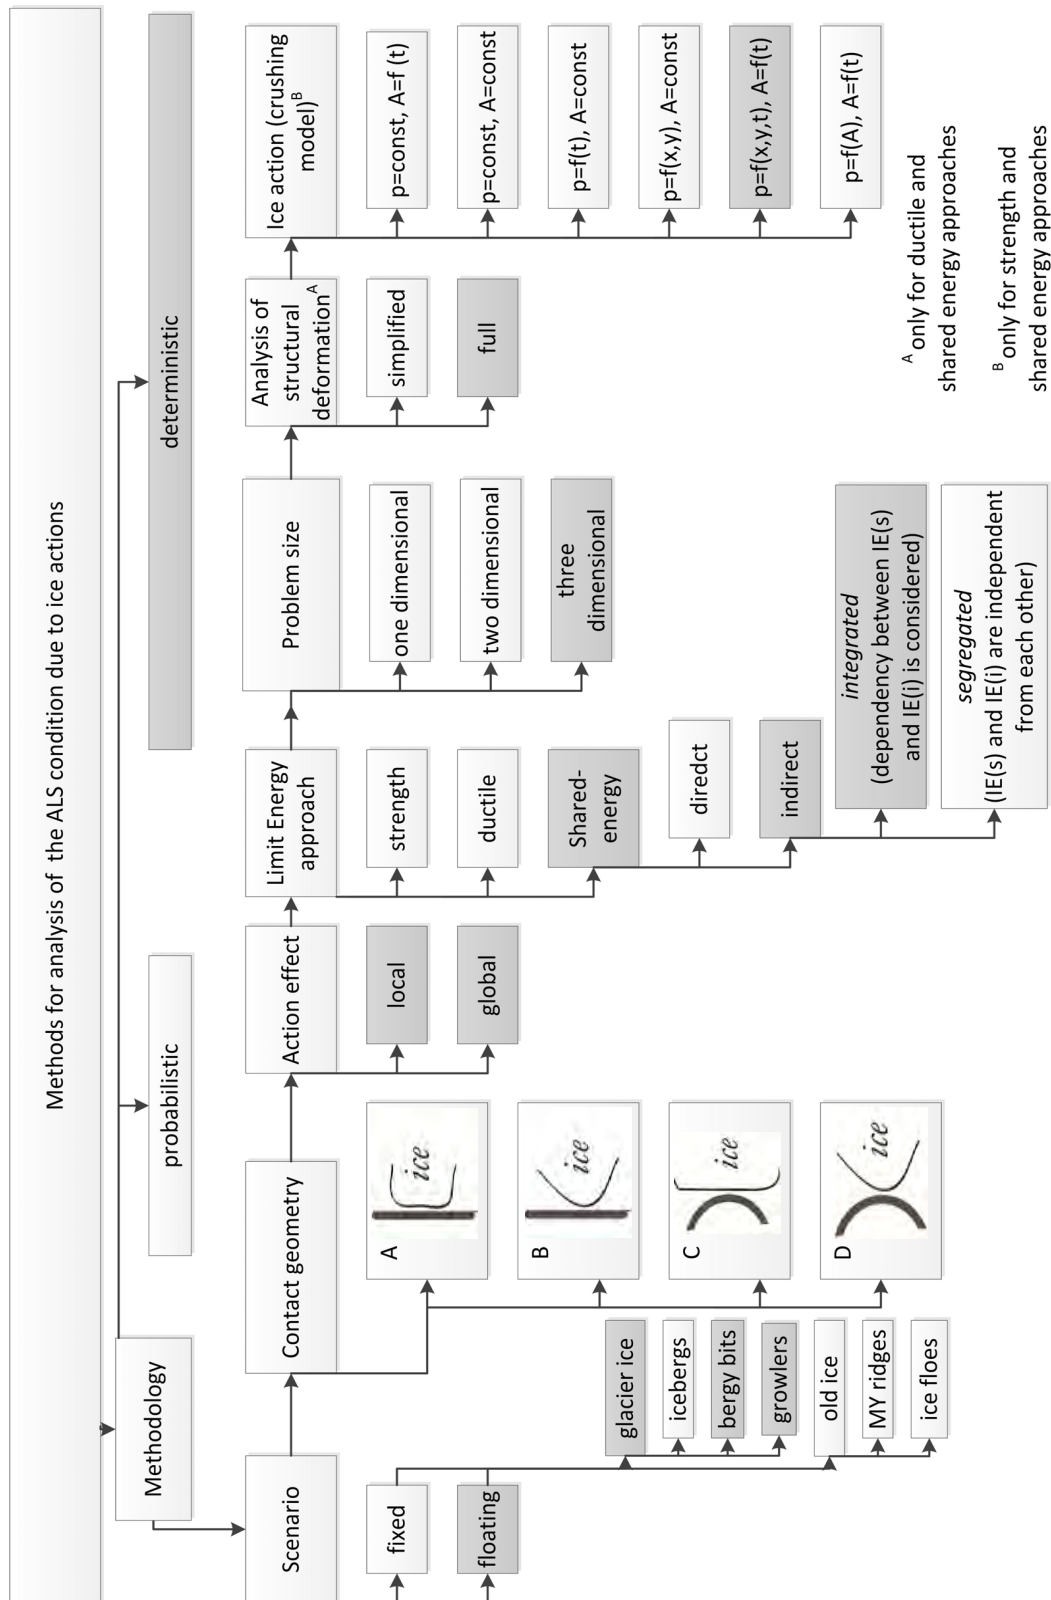 Methods for analysis of the ALS condition due to ice actions
Methodology
probabilistic
deterministic
Scenario
fixed
floating
glacier ice
icebergs
bergy bits
growlers
old ice
MY ridges
ice floes
Contact geometry
A
ice
B
ice
C
ice
D
ice
Action effect
local
global
Limit Energy
approach
strength
ductile
Shared-
energy
diredct
indirect
integrated
(dependency between IE(s)
and IE(i) is considered)
segregated
(IE(s) and IE(i) are independent
from each other)
Problem size
one dimensional
two dimensional
three
dimensional
Analysis of
structural
deformation^A
simplified
full
Ice action (crushing
model)^B
p=const, A=f (t)
p=const, A=const
p=f(t), A=const
p=f(x,y), A=const
p=f(x,y,t), A=f(t)
p=f(A), A=f(t)
^A only for ductile and
shared energy approaches
^B only for strength and
shared energy approaches